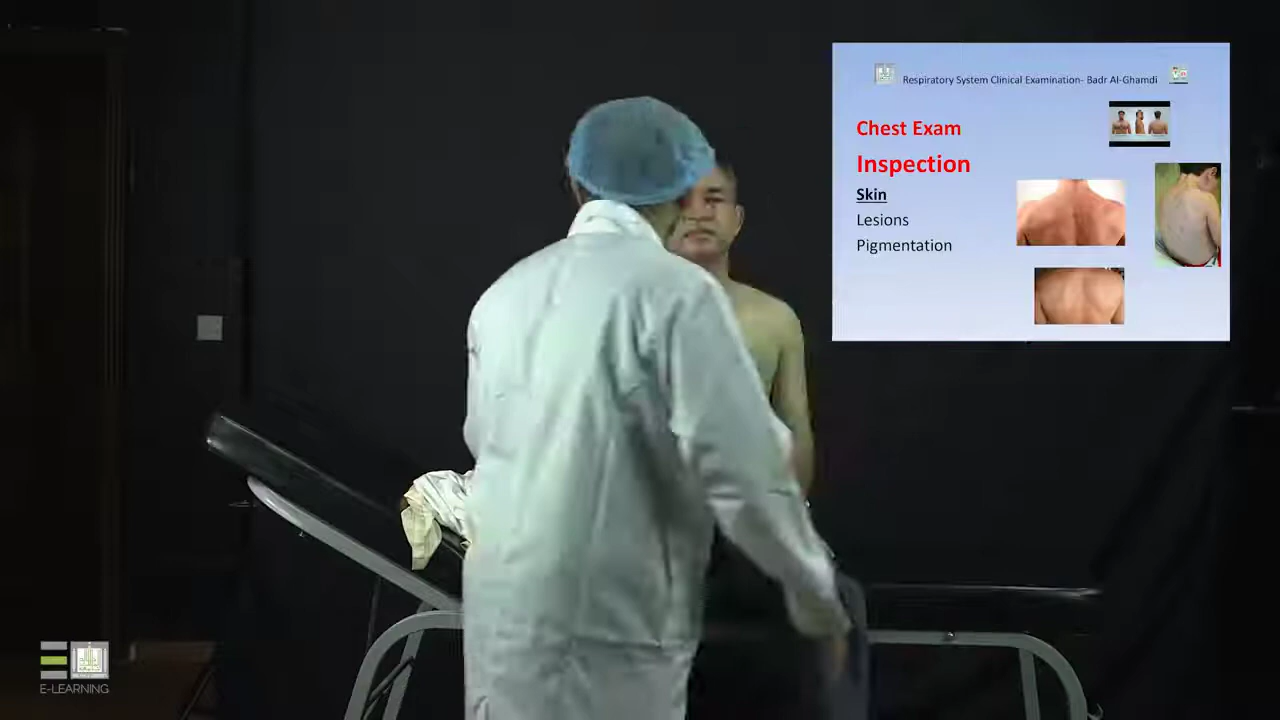 Respiratory System Clinical Examination- Badr Al-Ghamdi
Chest Exam
Inspection
Skin
Lesions
Pigmentation
E-LEARNING